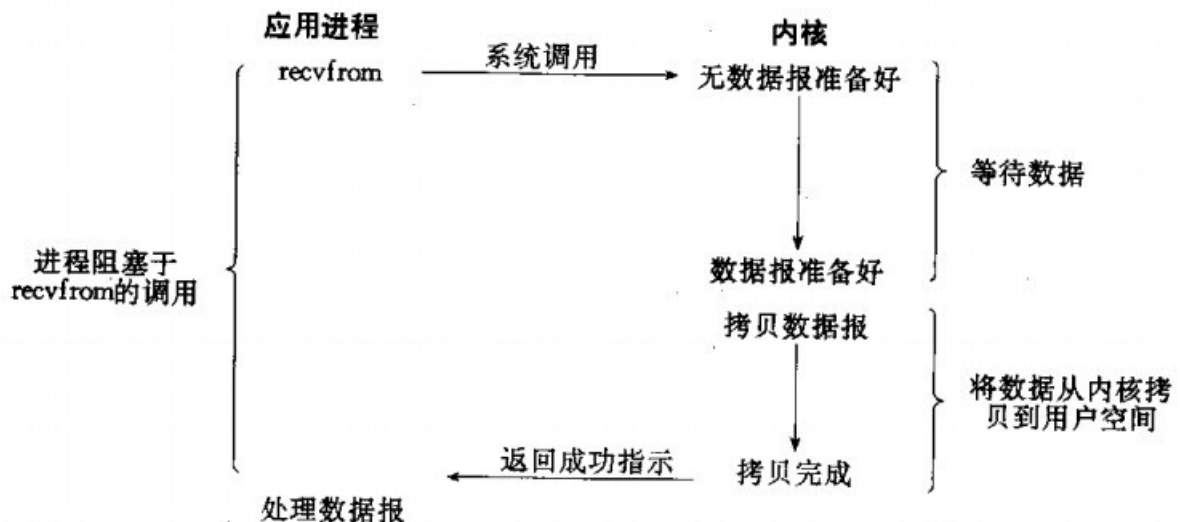 应用进程
内核
系统调用
recvfrom
无数据报准备好
等待数据
进程阻塞于
recvfrom的调用
数据报准备好
拷贝数据报
将数据从内核拷
贝到用户空间
返回成功指示
拷贝完成
处理数据报